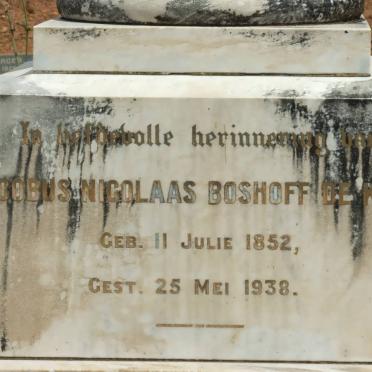 In liefdevolle herinnering
NICOLAAS BOSHOFF DE
GEB. 11 JULIE 1852,
GEST. 25 MEI 1938.